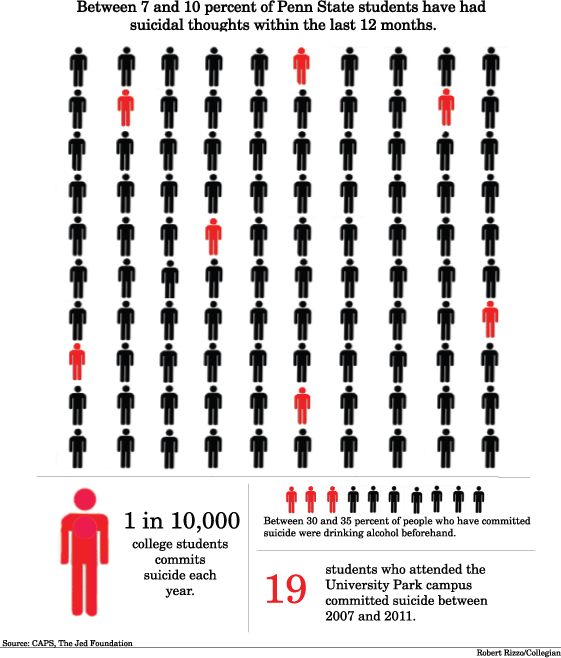 Between 7 and 10 percent of Penn State students have had
suicidal thoughts within the last 12 months.
1 in 10,000
college students
commits
suicide each
year.
Between 30 and 35 percent of people who have committed
suicide were drinking alcohol beforehand.
19
students who attended the
University Park campus
committed suicide between
2007 and 2011.
Source: CAPS, The Jed Foundation
Robert Rizzo/Collegian